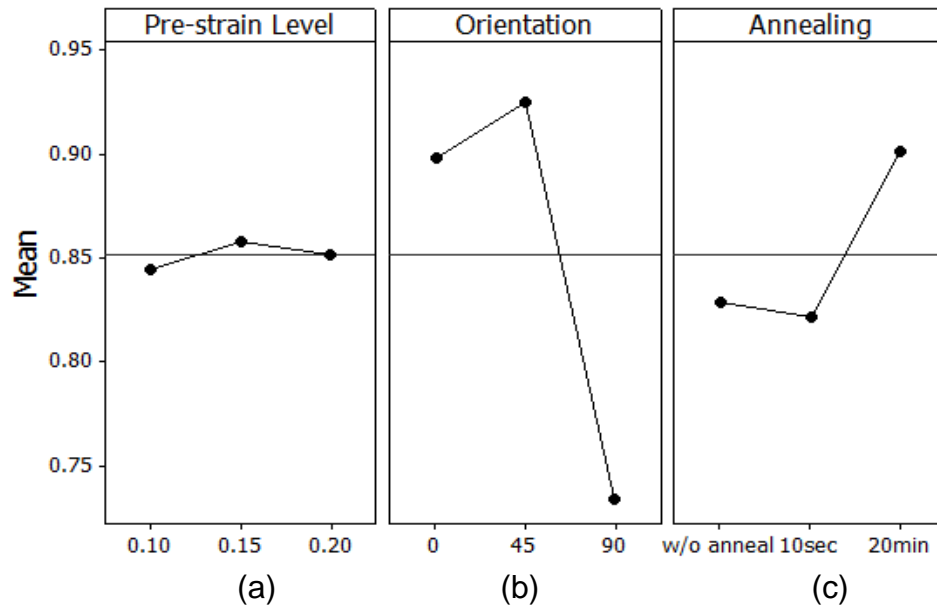 Pre-strain Level Orientation Annealing
0.95
0.90
0.85
0.80
0.75
Mean
0.10 0.15 0.20 0 45 90 w/o anneal 10sec 20min
(a) (b) (c)